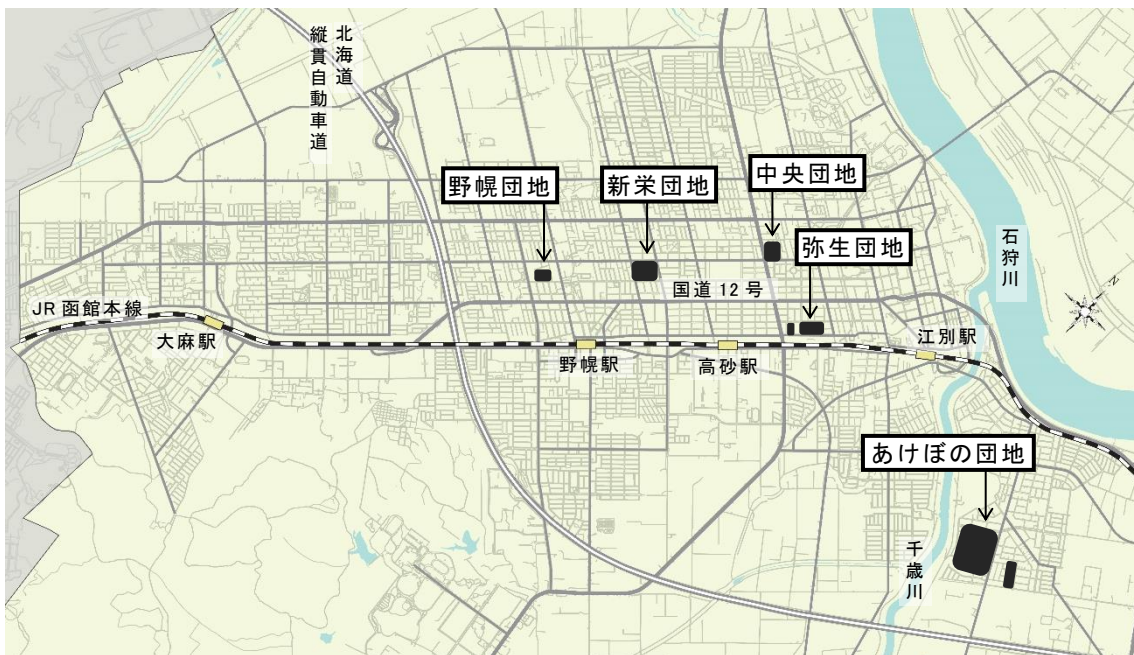 北海道
縦貫自動車道
野幌団地
新栄団地
中央団地
弥生団地
石狩川
国道12号
JR函館本線
大麻駅
野幌駅
高砂駅
江別駅
あけぼの団地
千歳川
N